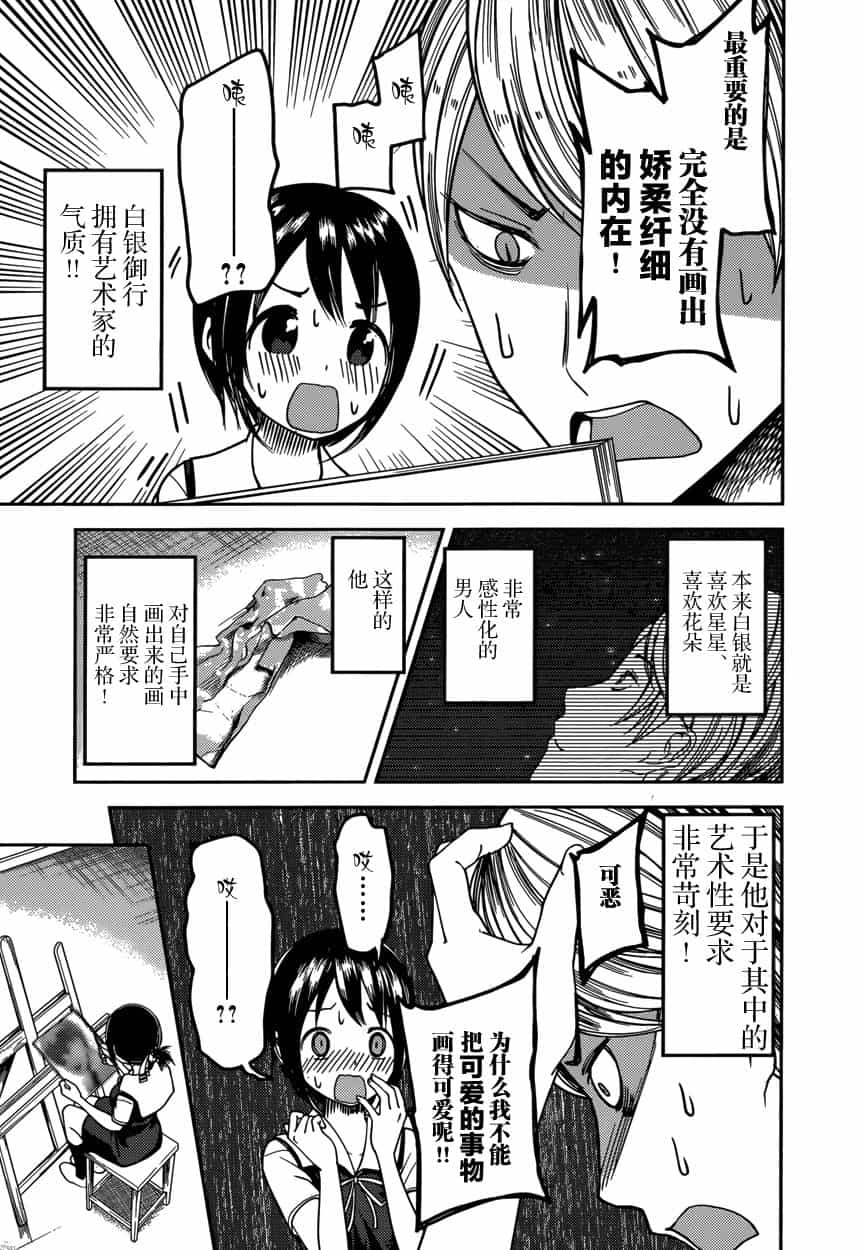 最重要的是
完全没有画出
娇柔纤细
的内在！
咦
咦
咦——??
白银御行
拥有艺术家的
气质!!
本来白银就是
喜欢星星、
喜欢花朵
非常
感性化的
男人
这样的
他
对自己手中
画出来的画
自然要求
非常严格！
于是他对于其中的
艺术性要求
非常苛刻！
可恶
为什么我不能
把可爱的事物
画得可爱呢!!
哎……
哎——??